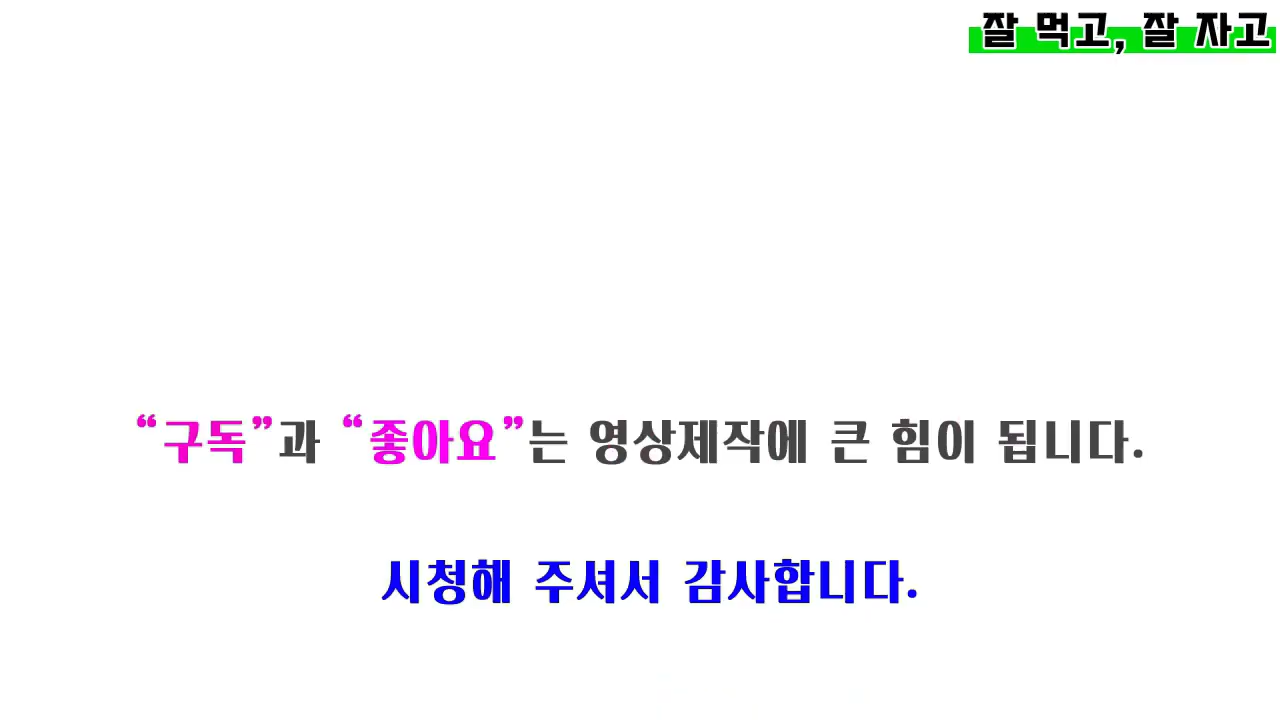 잘 먹고, 잘 자고
“구독”과 “좋아요”는 영상제작에 큰 힘이 됩니다.
시청해 주셔서 감사합니다.